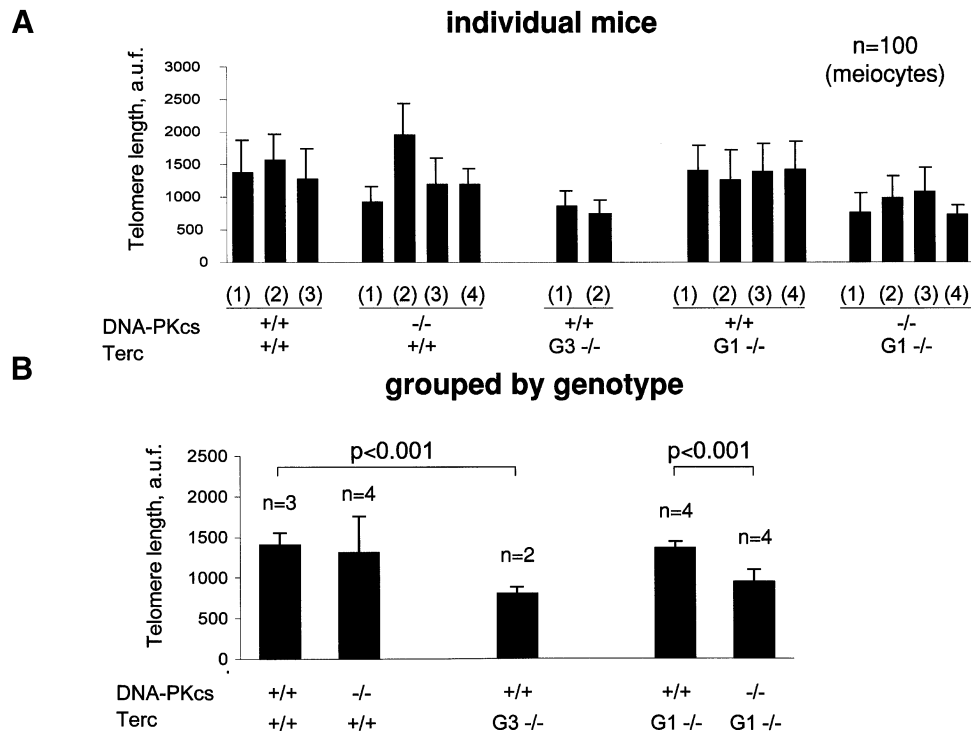 A
individual mice
n=100
(meiocytes)
Telomere length, a.u.f.
3000
2500
2000
1500
1000
500
0
(1) (2) (3) (1) (2) (3) (4) (1) (2) (1) (2) (3) (4) (1) (2) (3) (4)
DNA-PKcs +/+ -/- +/+ +/+ -/-
Terc +/+ +/+ G3 -/- G1 -/- G1 -/-
B
grouped by genotype
Telomere length, a.u.f.
2500
2000
1500
1000
500
0
p<0.001 p<0.001
n=3 n=4 n=2 n=4 n=4
DNA-PKcs +/+ -/- +/+ +/+ -/-
Terc +/+ +/+ G3 -/- G1 -/- G1 -/-